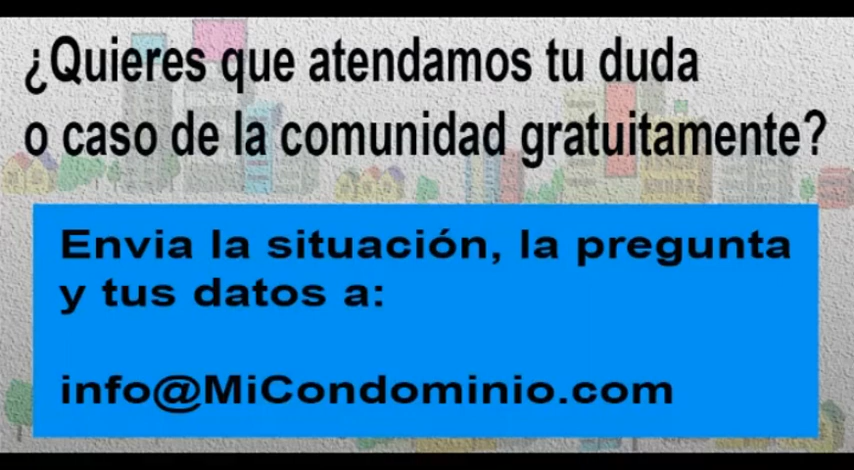 ¿Quieres que atendamos tu duda
o caso de la comunidad gratuitamente?
Envia la situación, la pregunta
y tus datos a:
info@MiCondominio.com